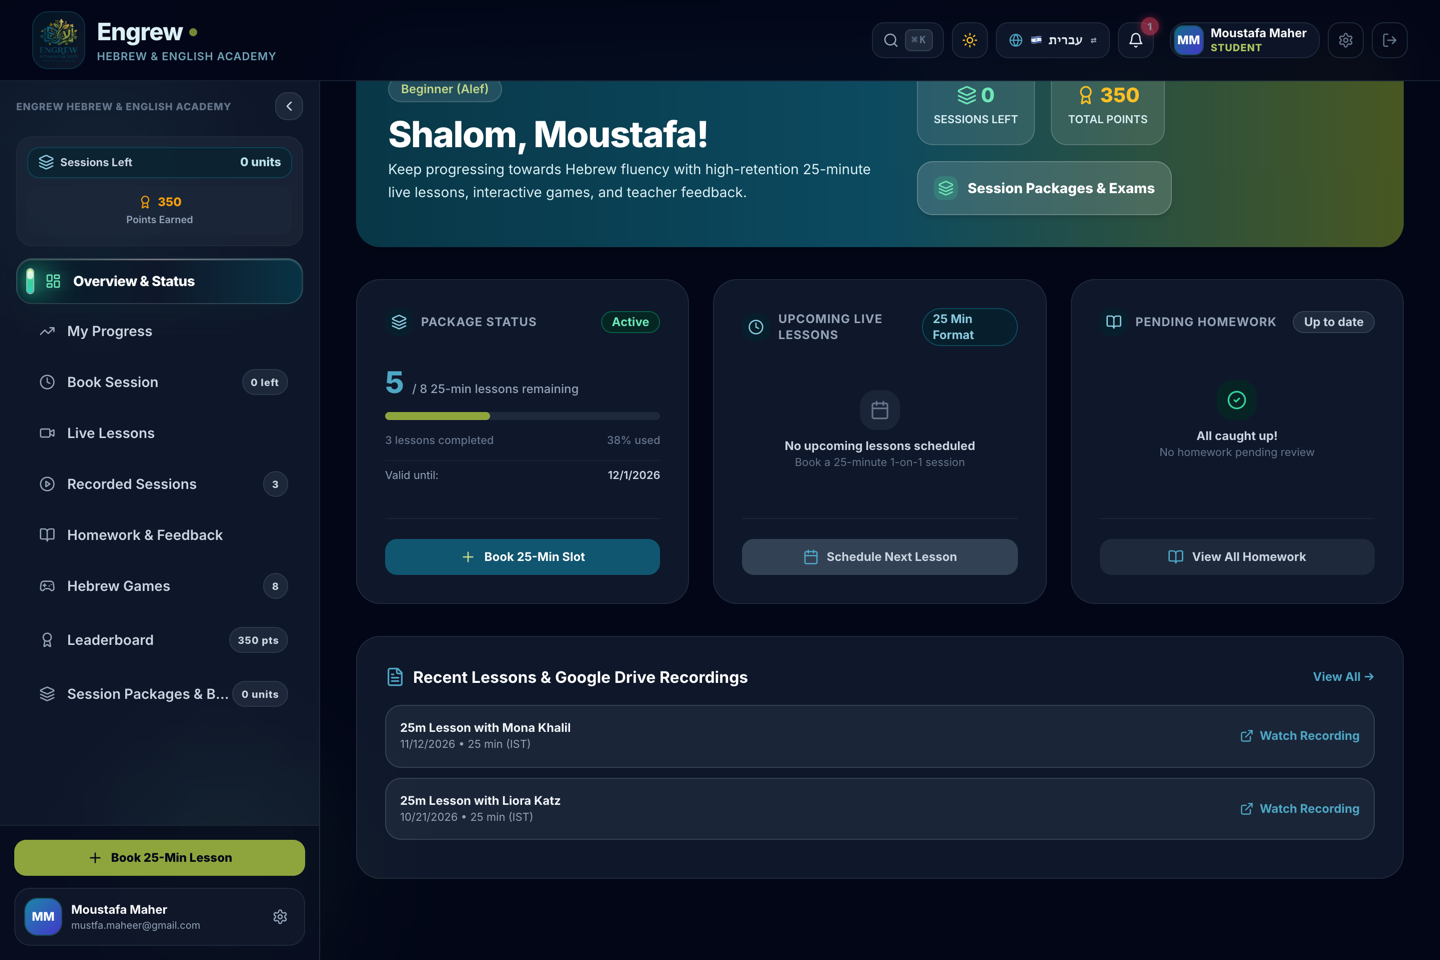 ENGREW
Engrew
HEBREW & ENGLISH ACADEMY
⌘K
עברית
1
MM
Moustafa Maher
STUDENT
ENGREW HEBREW & ENGLISH ACADEMY
Sessions Left
0 units
350
Points Earned
Overview & Status
My Progress
Book Session
0 left
Live Lessons
Recorded Sessions
3
Homework & Feedback
Hebrew Games
8
Leaderboard
350 pts
Session Packages & B...
0 units
Book 25-Min Lesson
MM
Moustafa Maher
mustfa.maheer@gmail.com
Beginner (Alef)
Shalom, Moustafa!
Keep progressing towards Hebrew fluency with high-retention 25-minute
live lessons, interactive games, and teacher feedback.
0
SESSIONS LEFT
350
TOTAL POINTS
Session Packages & Exams
PACKAGE STATUS
Active
5 / 8 25-min lessons remaining
3 lessons completed
38% used
Valid until:
12/1/2026
Book 25-Min Slot
UPCOMING LIVE
LESSONS
25 Min
Format
No upcoming lessons scheduled
Book a 25-minute 1-on-1 session
Schedule Next Lesson
PENDING HOMEWORK
Up to date
All caught up!
No homework pending review
View All Homework
Recent Lessons & Google Drive Recordings
View All →
25m Lesson with Mona Khalil
11/12/2026 • 25 min (IST)
Watch Recording
25m Lesson with Liora Katz
10/21/2026 • 25 min (IST)
Watch Recording